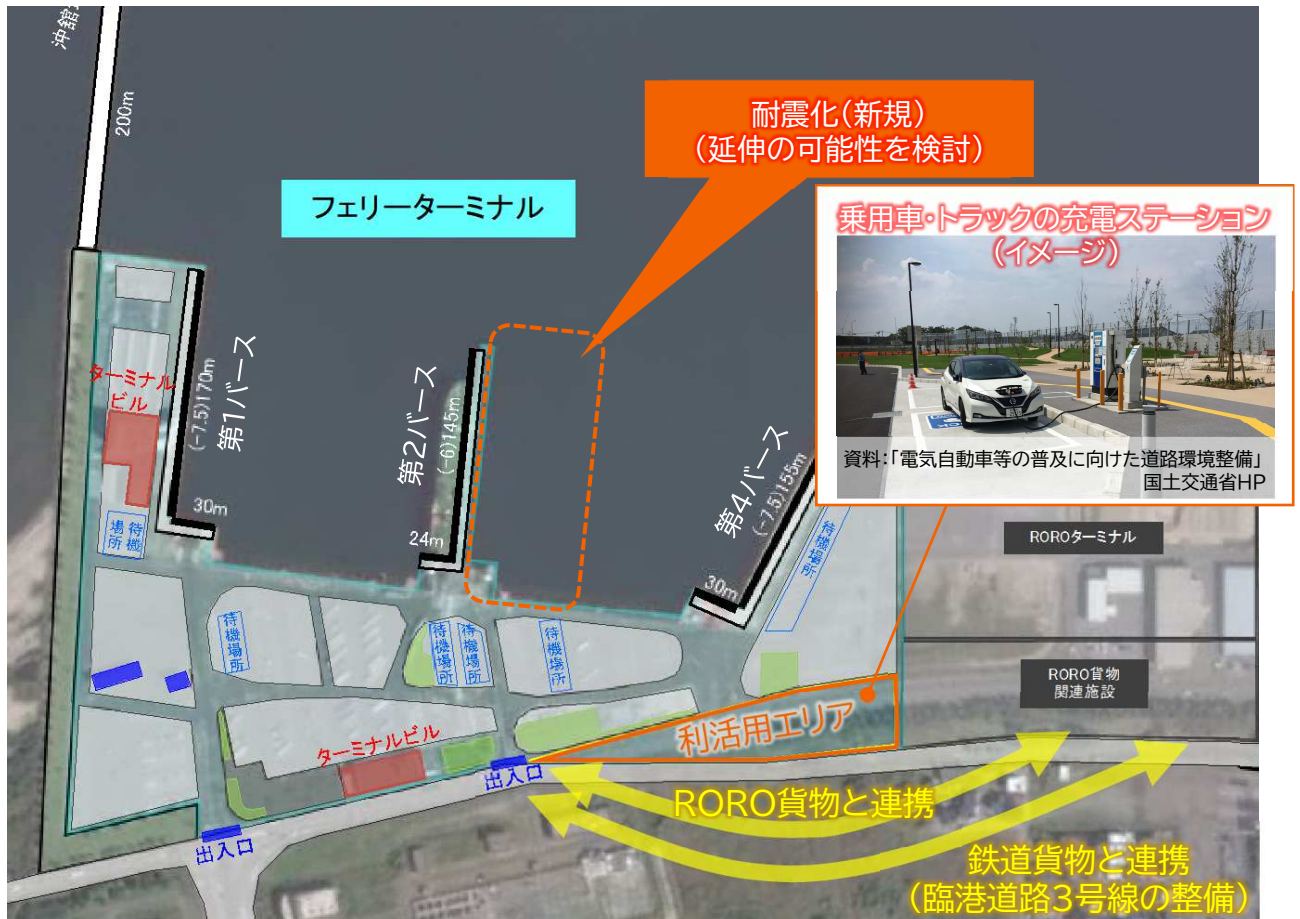 沖舘
200m
耐震化(新規)
(延伸の可能性を検討)
フェリーターミナル
乗用車・トラックの充電ステーション
(イメージ)
資料:「電気自動車等の普及に向けた道路環境整備」
国土交通省HP
ターミナル
ビル
(-7.5)170m
第1バース
30m
待機
場所
第2バース
(-6)145m
24m
第4バース
(-7.5)155m
30m
待機場所
ROROターミナル
待機場所
待機場所
待機場所
待機場所
RORO貨物
関連施設
利活用エリア
ターミナルビル
出入口
出入口
RORO貨物と連携
鉄道貨物と連携
(臨港道路3号線の整備)